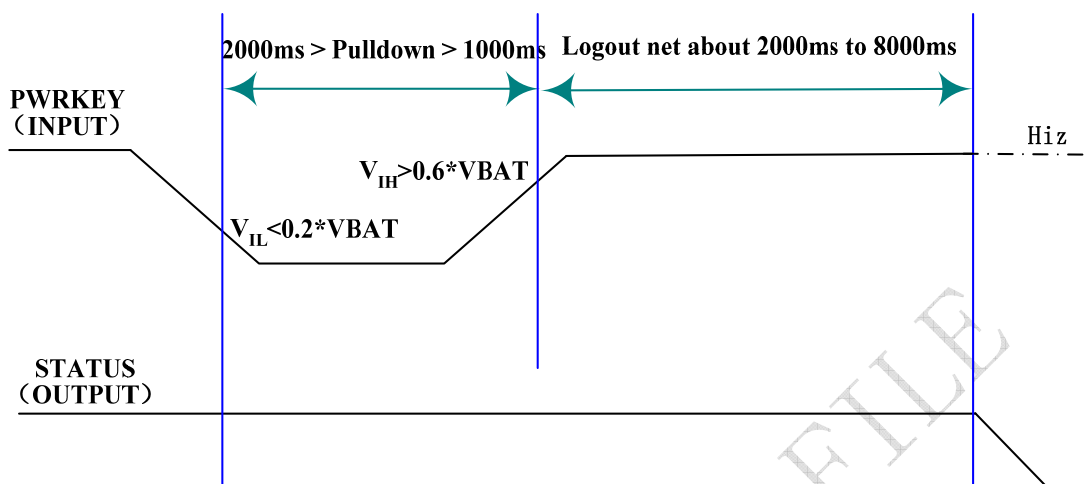 2000ms > Pulldown > 1000ms
Logout net about 2000ms to 8000ms
PWRKEY
（INPUT）
Hiz
VIH>0.6*VBAT
VIL<0.2*VBAT
STATUS
（OUTPUT）
FILE